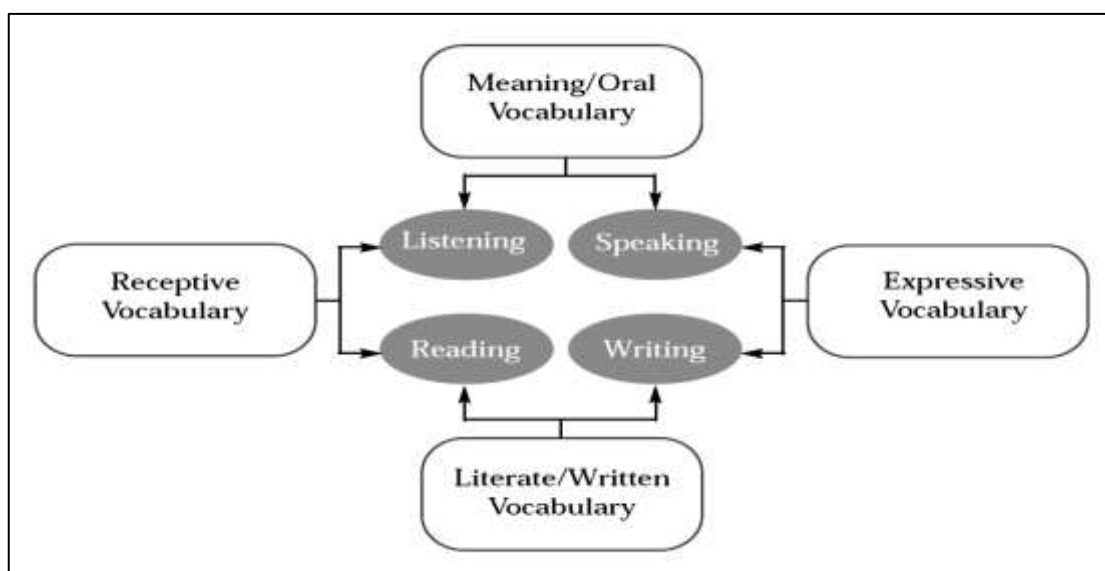 Meaning/Oral
Vocabulary
Listening
Speaking
Receptive
Vocabulary
Expressive
Vocabulary
Reading
Writing
Literate/Written
Vocabulary